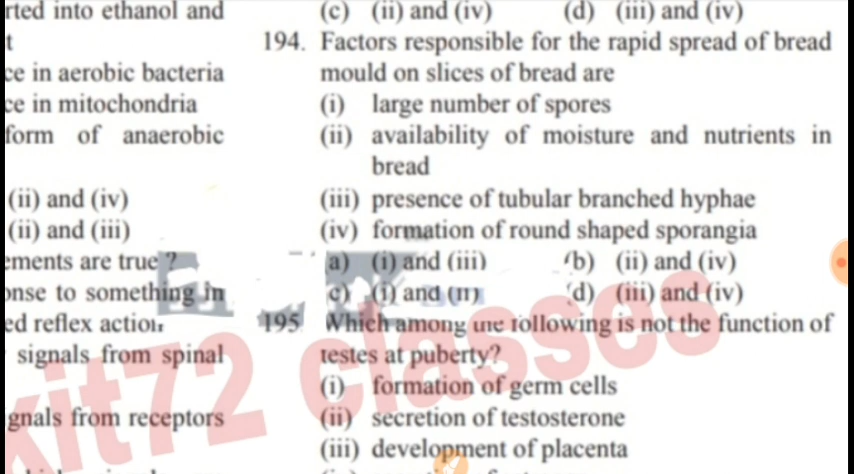 rted into ethanol and
t
ce in aerobic bacteria
ce in mitochondria
form of anaerobic
(ii) and (iv)
(ii) and (iii)
ements are true ?
onse to something in
ed reflex action.
signals from spinal
gnals from receptors
(c) (ii) and (iv) (d) (iii) and (iv)
194. Factors responsible for the rapid spread of bread
mould on slices of bread are
(i) large number of spores
(ii) availability of moisture and nutrients in
bread
(iii) presence of tubular branched hyphae
(iv) formation of round shaped sporangia
a) (i) and (iii) (b) (ii) and (iv)
c) (i) and (ii) (d) (iii) and (iv)
195 Which among the following is not the function of
testes at puberty?
(i) formation of germ cells
(ii) secretion of testosterone
(iii) development of placenta
kit72 classes